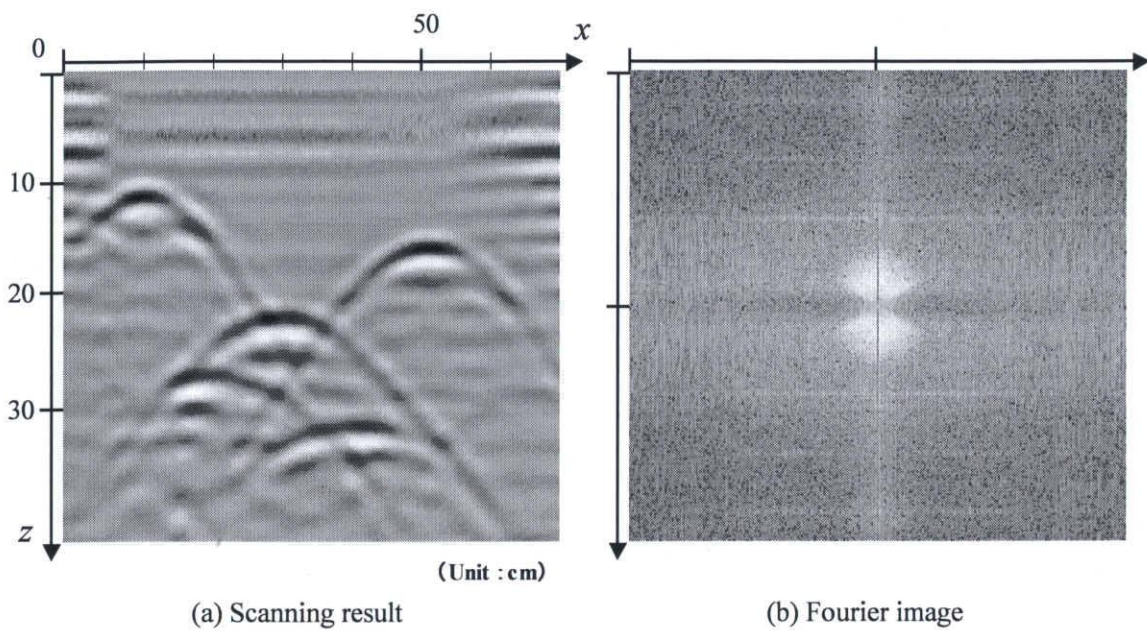 50
x
0
10
20
30
z
(Unit : cm)
(a) Scanning result
(b) Fourier image